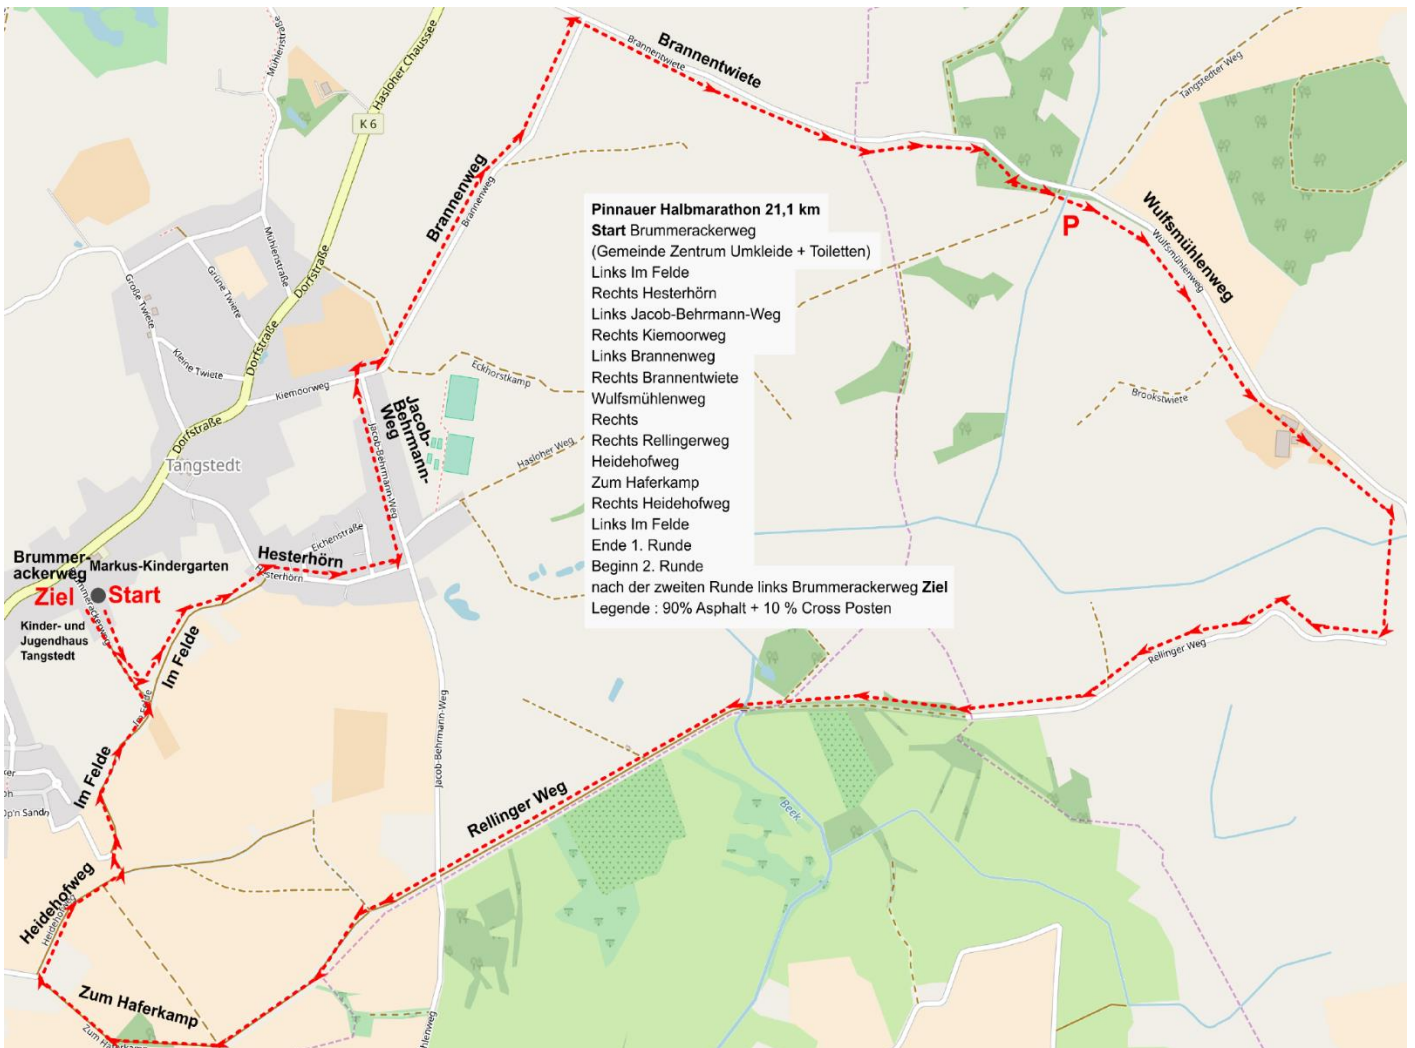 Mühlenstraße
Hasloher Chaussee
K 6
Brannentwiete
Brannentwiete
Tangstedter Weg
Brannenweg
Brannenweg
Mühlenstraße
Grüne Twiete
Große Twiete
Kleine Twiete
Dorfstraße
Dorfstraße
Dorfstraße
Kiemoorweg
Eckhorstkamp
Hasloher Weg
Jacob-
Behrmann-
Weg
Jacob-Behrmann-Weg
Tangstedt
Pinnauer Halbmarathon 21,1 km
Start Brummerackerweg
(Gemeinde Zentrum Umkleide + Toiletten)
Links Im Felde
Rechts Hesterhörn
Links Jacob-Behrmann-Weg
Rechts Kiemoorweg
Links Brannenweg
Rechts Brannentwiete
Wulfsmühlenweg
Rechts
Rechts Rellingerweg
Heidehofweg
Zum Haferkamp
Rechts Heidehofweg
Links Im Felde
Ende 1. Runde
Beginn 2. Runde
nach der zweiten Runde links Brummerackerweg Ziel
Legende : 90% Asphalt + 10 % Cross Posten
P
Wulfsmühlenweg
Wulfsmühlenweg
Brookstwiete
Eichenstraße
Hesterhörn
Hesterhörn
Brummer-
ackerweg
Markus-Kindergarten
Ziel
Start
Brummerackerweg
Kinder- und
Jugendhaus
Tangstedt
Im Felde
Im Felde
Im Felde
Jacob-Behrmann-Weg
Rellinger Weg
Rellinger Weg
Beek
Op'n Sandn
Heidehofweg
Heidehofweg
Zum Haferkamp
Zum Haferkamp
hlenweg